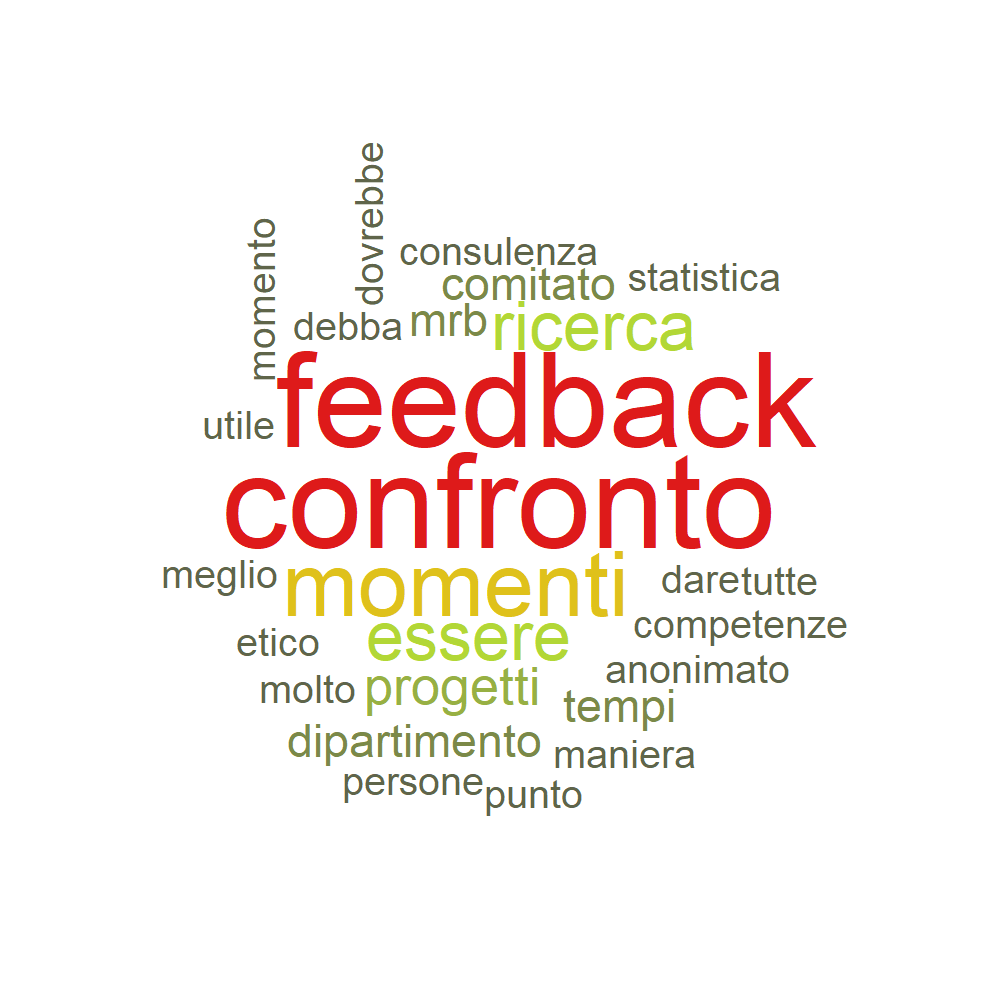 dovrebbe
momento
consulenza
comitato
statistica
debba
mrb
ricerca
feedback
utile
confronto
momenti
meglio
dare
tutte
essere
competenze
etico
anonimato
molto
progetti
tempi
dipartimento
maniera
persone
punto